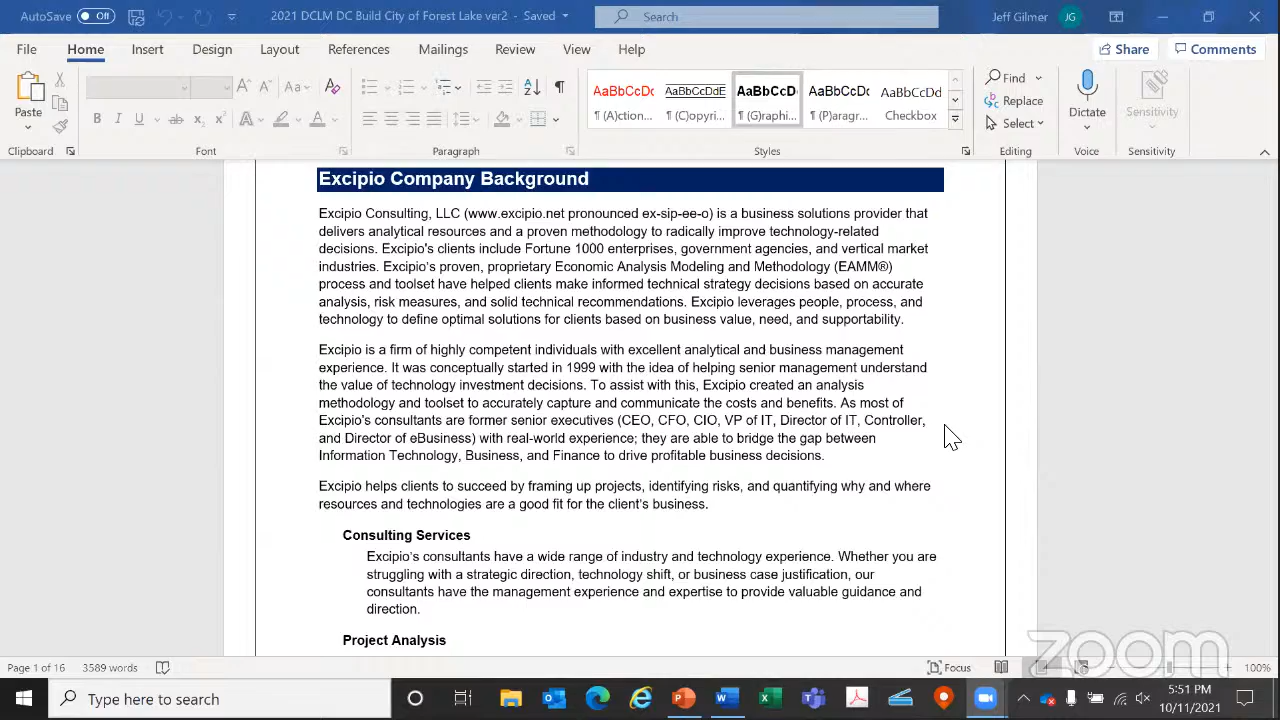 AutoSave Off 2021 DCLM DC Build City of Forest Lake ver2 - Saved Search Jeff Gilmer JG
File Home Insert Design Layout References Mailings Review View Help Share Comments
Paste
Clipboard
Font
Paragraph
AaBbCcDc AaBbCcDdE AaBbCcD AaBbCcDc AaBbCcDd
¶ (A)ction... ¶ (C)opyri... ¶ (G)raphi... ¶ (P)aragr... Checkbox
Styles
Find
Replace
Select
Editing
Dictate
Voice
Sensitivity
Sensitivity
Excipio Company Background
Excipio Consulting, LLC (www.excipio.net pronounced ex-sip-ee-o) is a business solutions provider that
delivers analytical resources and a proven methodology to radically improve technology-related
decisions. Excipio's clients include Fortune 1000 enterprises, government agencies, and vertical market
industries. Excipio's proven, proprietary Economic Analysis Modeling and Methodology (EAMM®)
process and toolset have helped clients make informed technical strategy decisions based on accurate
analysis, risk measures, and solid technical recommendations. Excipio leverages people, process, and
technology to define optimal solutions for clients based on business value, need, and supportability.
Excipio is a firm of highly competent individuals with excellent analytical and business management
experience. It was conceptually started in 1999 with the idea of helping senior management understand
the value of technology investment decisions. To assist with this, Excipio created an analysis
methodology and toolset to accurately capture and communicate the costs and benefits. As most of
Excipio's consultants are former senior executives (CEO, CFO, CIO, VP of IT, Director of IT, Controller,
and Director of eBusiness) with real-world experience; they are able to bridge the gap between
Information Technology, Business, and Finance to drive profitable business decisions.
Excipio helps clients to succeed by framing up projects, identifying risks, and quantifying why and where
resources and technologies are a good fit for the client's business.
Consulting Services
Excipio's consultants have a wide range of industry and technology experience. Whether you are
struggling with a strategic direction, technology shift, or business case justification, our
consultants have the management experience and expertise to provide valuable guidance and
direction.
Project Analysis
zoom
Page 1 of 16 3589 words Focus 100%
Type here to search
5:51 PM
10/11/2021